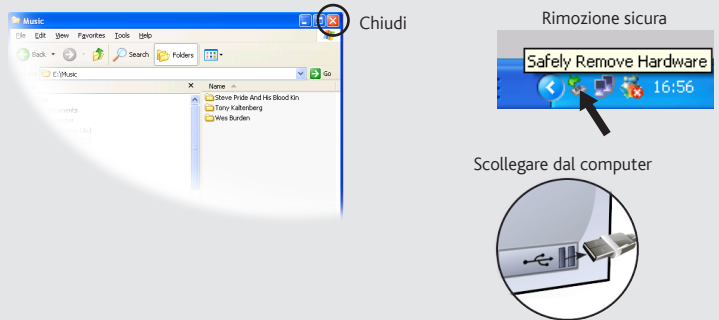 Music
Chiudi
File Edit View Favorites Tools Help
Back Search Folders
E:\Music Go
Name
Steve Pride And His Blood Kin
Tony Kaltenberg
Wes Burden
Rimozione sicura
Safely Remove Hardware
16:56
Scollegare dal computer